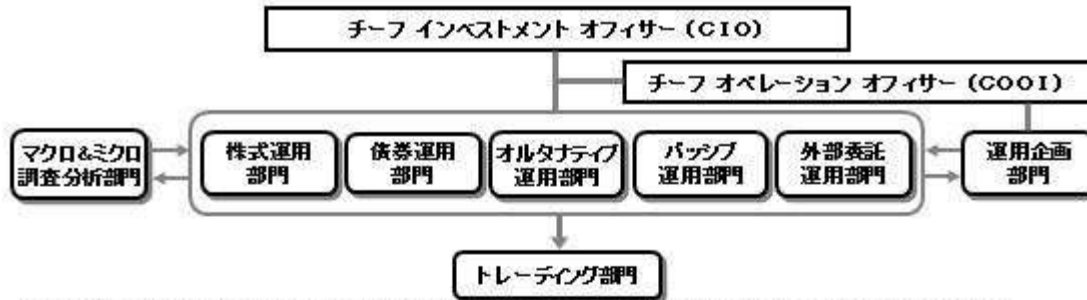 チーフ インベストメント オフィサー (CIO)
チーフ オペレーション オフィサー (COOI)
マクロ&ミクロ
調査分析部門
株式運用
部門
債券運用
部門
オルタナティブ
運用部門
パッシブ
運用部門
外部委託
運用部門
運用企画
部門
トレーディング部門